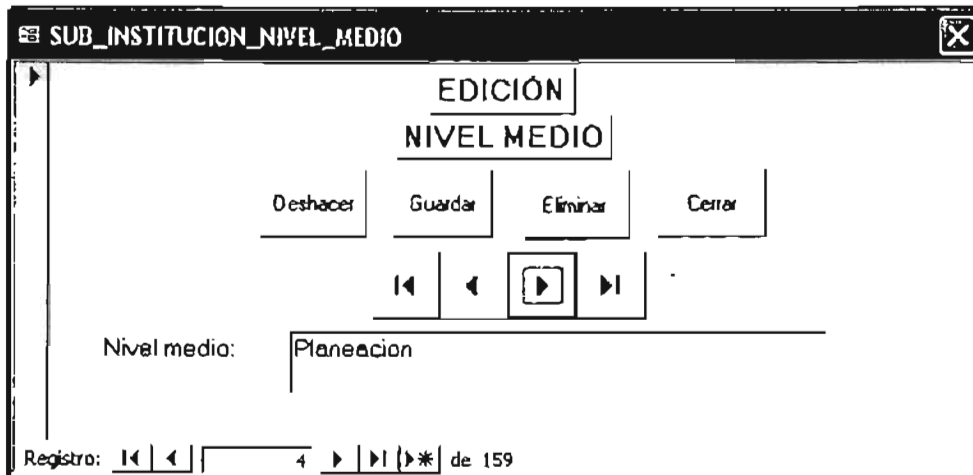 SUB_INSTITUCION_NIVEL_MEDIO
EDICIÓN
NIVEL MEDIO
Deshacer Guardar Eliminar Cerrar
Nivel medio: Planeacion
Registro: 4 de 159